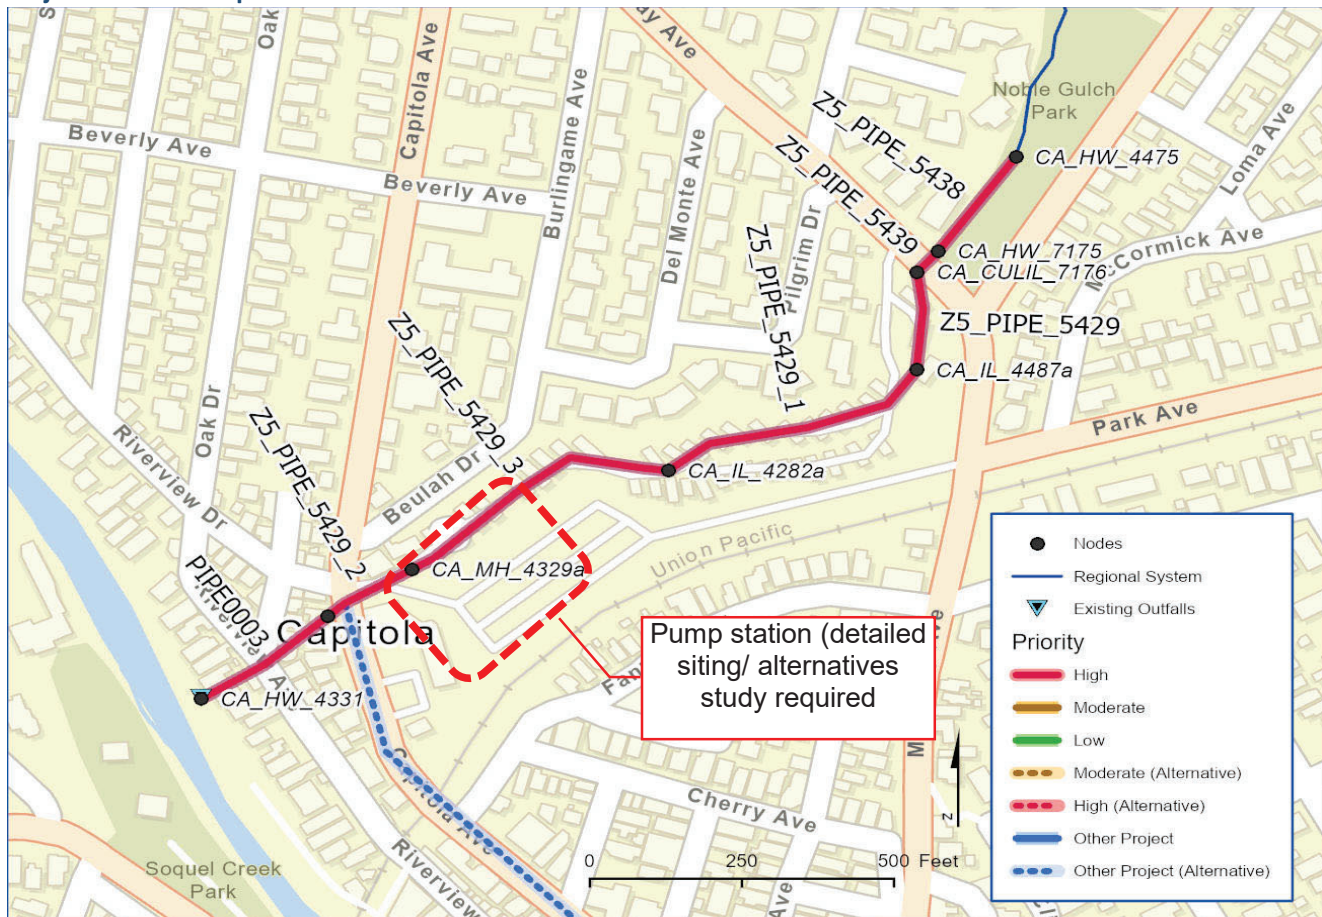 Oak
Capitola Ave
Burlingame Ave
Noble Gulch
Park
Loma Ave
Beverly Ave
Beverly Ave
Del Monte Ave
Pilgrim Dr
Z5_PIPE_5438
Z5_PIPE_5439
CA_HW_4475
CA_HW_7175
CA_CULIL_7176
McCormick Ave
Z5_PIPE_5429
Z5_PIPE_5429_1
CA_IL_4487a
Park Ave
Oak Dr
Riverview Dr
Z5_PIPE_5429_3
Z5_PIPE_5429_2
Beulah Dr
CA_IL_4282a
Union Pacific
CA_MH_4329a
PIPE0003
Capitola
CA_HW_4331
Pump station (detailed
siting/ alternatives
study required
Capitola Ave
Cherry Ave
Riverview
Soquel Creek
Park
0 250 500 Feet
z
Nodes
Regional System
Existing Outfalls
Priority
High
Moderate
Low
Moderate (Alternative)
High (Alternative)
Other Project
Other Project (Alternative)